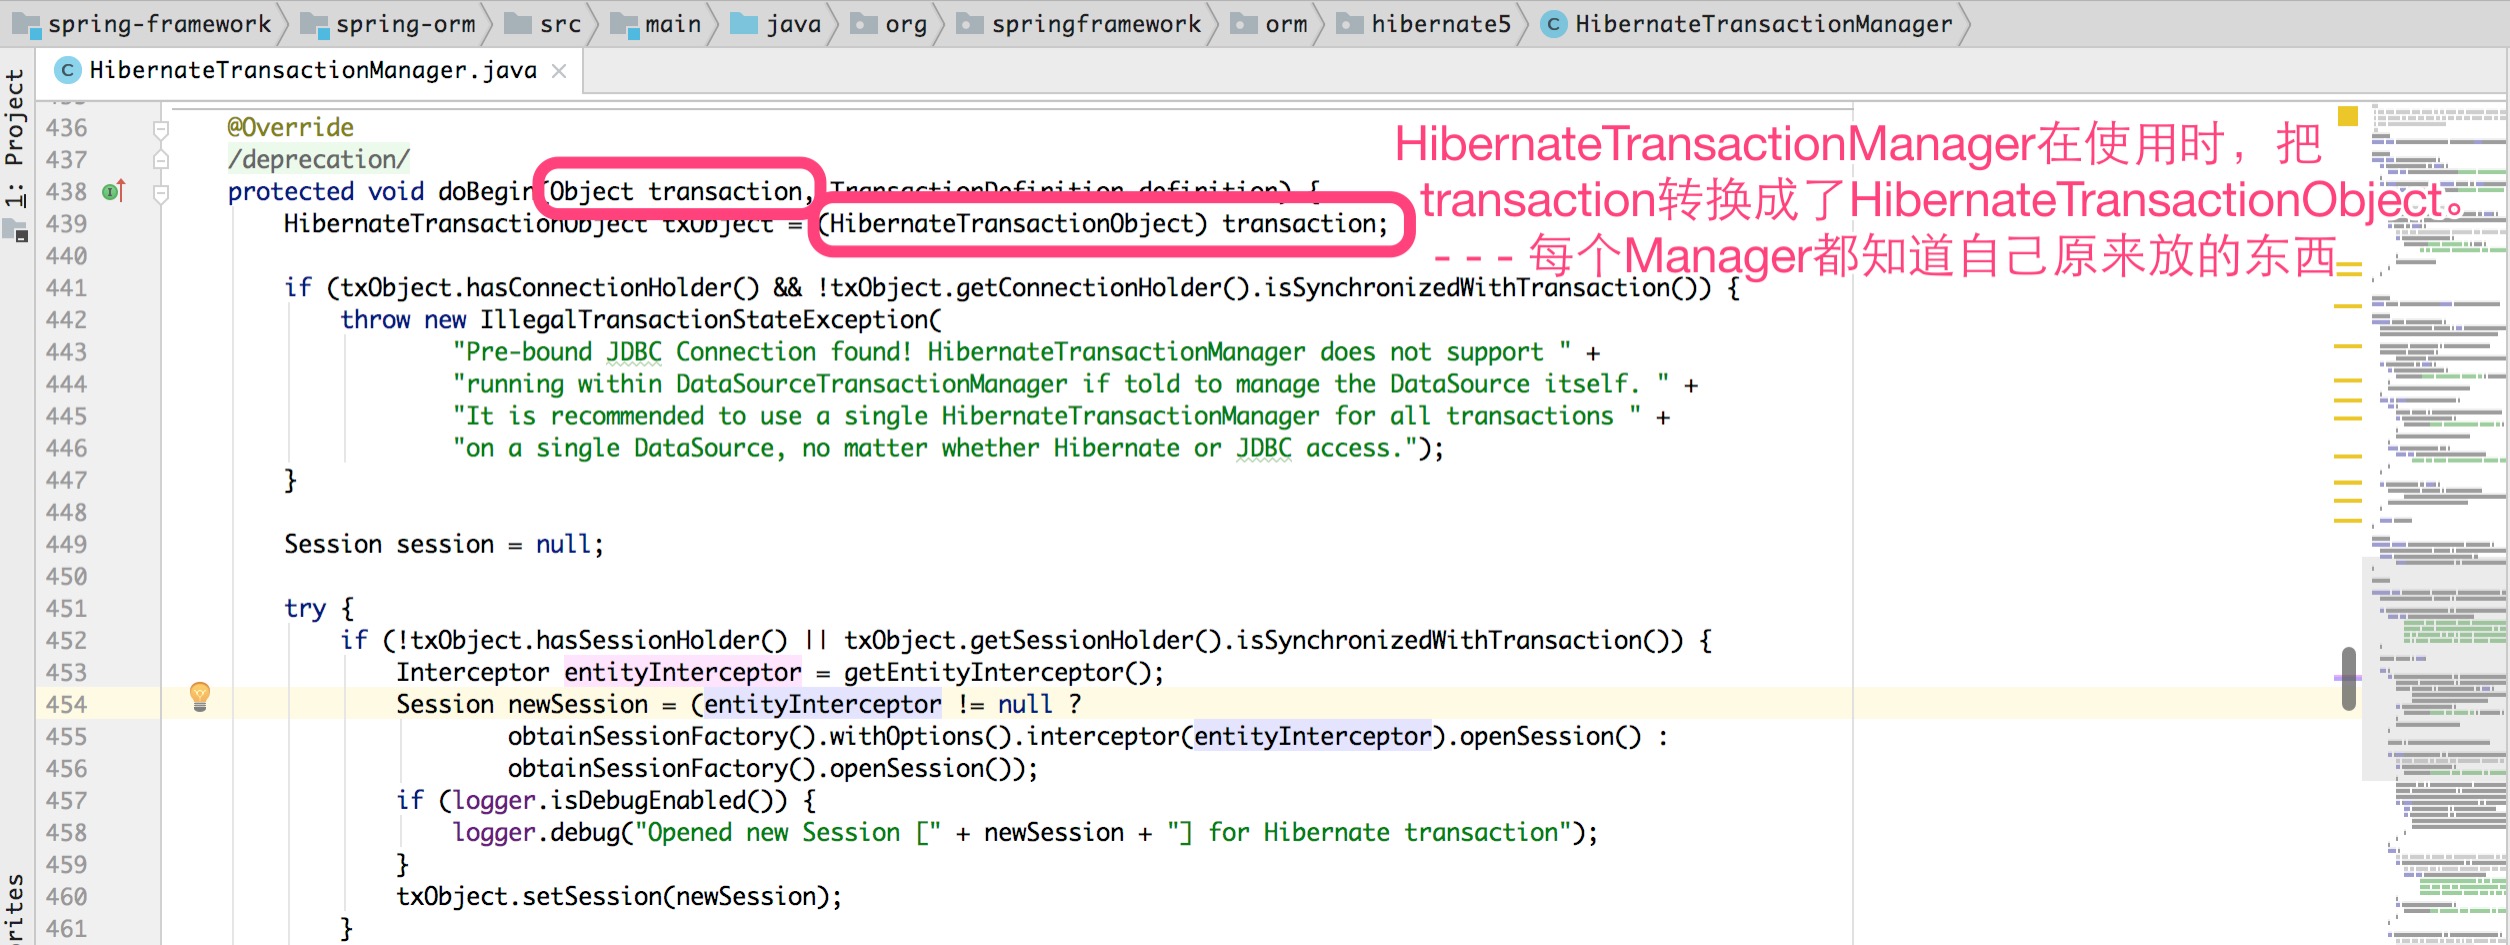 spring-framework spring-orm src main java org springframework orm hibernate5 HibernateTransactionManager
HibernateTransactionManager.java
1: Project
436 @Override
437 /deprecation/
438 protected void doBegin(Object transaction, TransactionDefinition definition) {
439 HibernateTransactionObject txObject = (HibernateTransactionObject) transaction;
440
441 if (txObject.hasConnectionHolder() && !txObject.getConnectionHolder().isSynchronizedWithTransaction()) {
442 throw new IllegalTransactionStateException(
443 "Pre-bound JDBC Connection found! HibernateTransactionManager does not support " +
444 "running within DataSourceTransactionManager if told to manage the DataSource itself. " +
445 "It is recommended to use a single HibernateTransactionManager for all transactions " +
446 "on a single DataSource, no matter whether Hibernate or JDBC access.");
447 }
448
449 Session session = null;
450
451 try {
452 if (!txObject.hasSessionHolder() || txObject.getSessionHolder().isSynchronizedWithTransaction()) {
453 Interceptor entityInterceptor = getEntityInterceptor();
454 Session newSession = (entityInterceptor != null ?
455 obtainSessionFactory().withOptions().interceptor(entityInterceptor).openSession() :
456 obtainSessionFactory().openSession());
457 if (logger.isDebugEnabled()) {
458 logger.debug("Opened new Session [" + newSession + "] for Hibernate transaction");
459 }
460 txObject.setSession(newSession);
461 }
HibernateTransactionManager在使用时，把
transaction转换成了HibernateTransactionObject。
- - - 每个Manager都知道自己原来放的东西